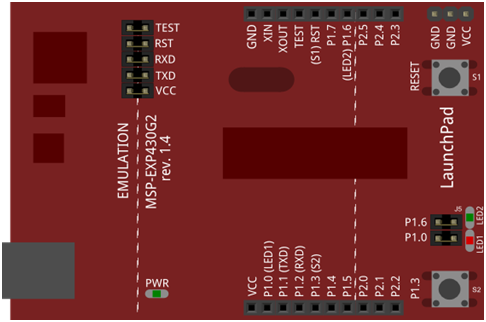 TEST
RST
RXD
TXD
VCC
EMULATION
MSP-EXP430G2
rev. 1.4
GND
XIN
XOUT
TEST
(S1) RST
P1.7
(LED2) P1.6
P2.5
P2.4
P2.3
GND
GND
VCC
RESET
S1
LaunchPad
J5
P1.6
P1.0
LED2
LED1
PWR
VCC
P1.0 (LED1)
P1.1 (TXD)
P1.2 (RXD)
P1.3 (S2)
P1.4
P1.5
P2.0
P2.1
P2.2
P1.3
S2